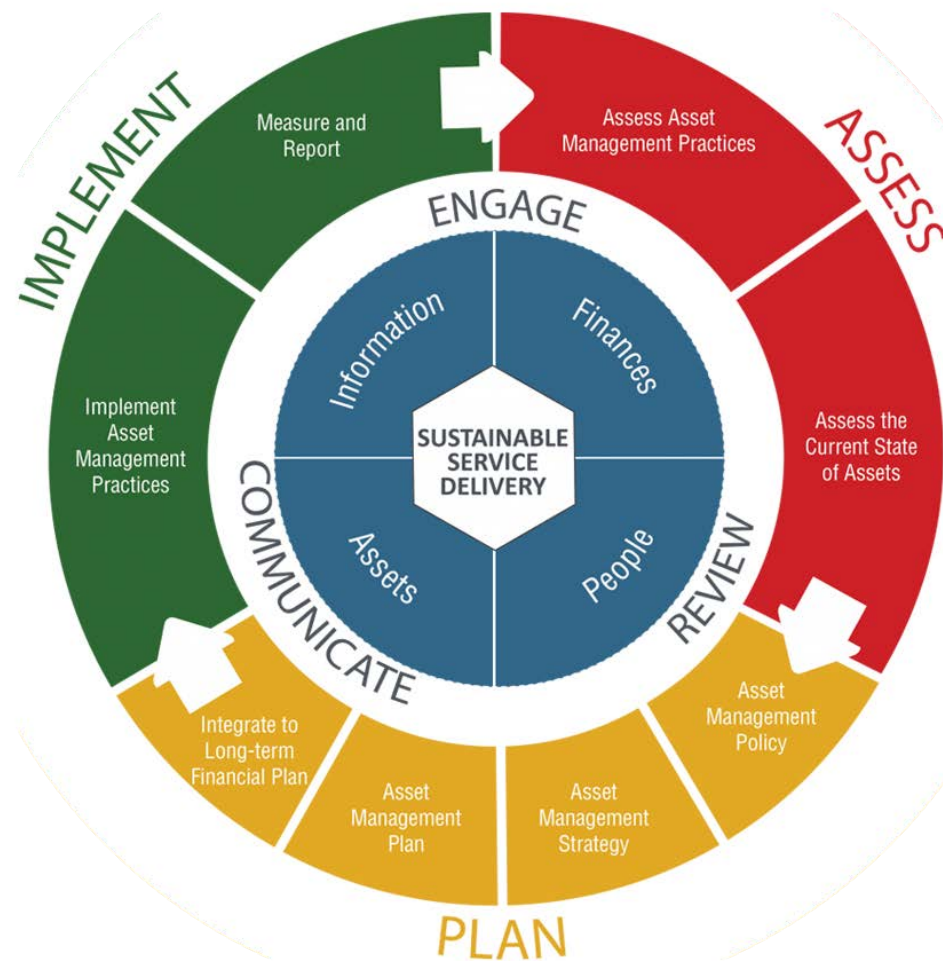 IMPLEMENT
Measure and
Report
Assess Asset
Management Practices
ASSESS
ENGAGE
Information
Finances
Implement
Asset
Management
Practices
SUSTAINABLE
SERVICE
DELIVERY
Assess the
Current State
of Assets
COMMUNICATE
Assets
People
REVIEW
Integrate to
Long-term
Financial Plan
Asset
Management
Plan
Asset
Management
Strategy
Asset
Management
Policy
PLAN